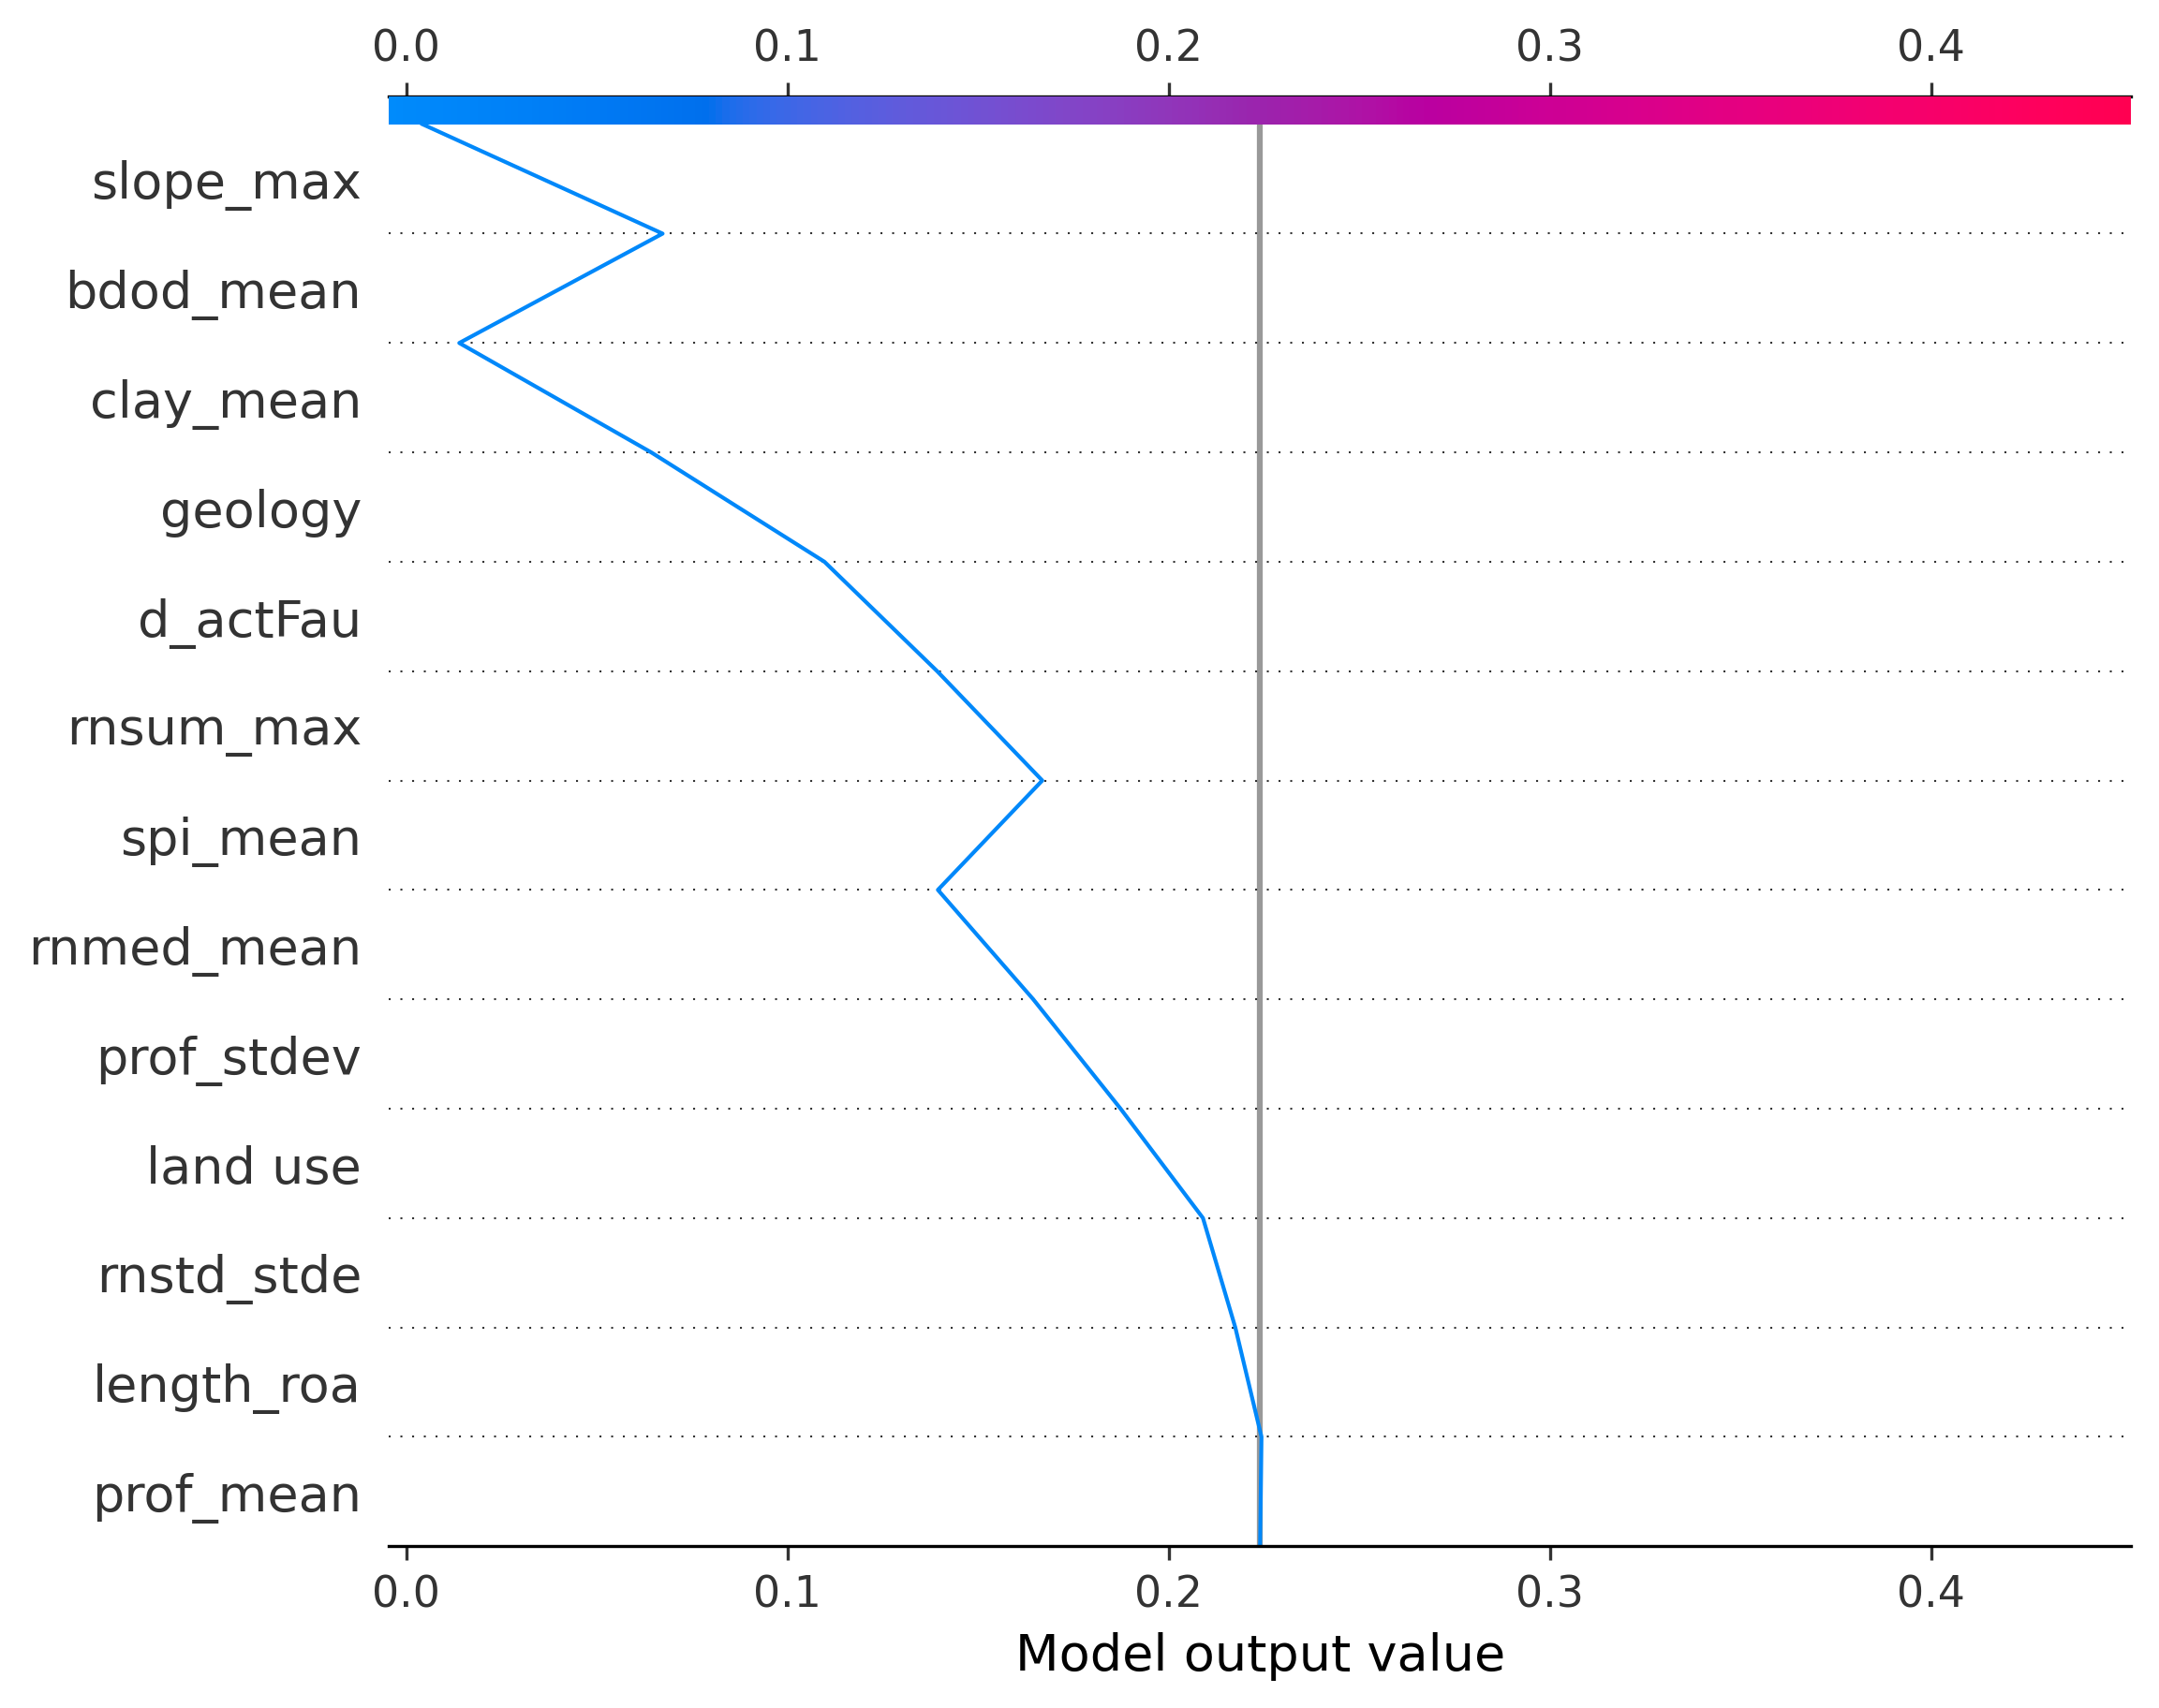 0.0 0.1 0.2 0.3 0.4
slope_max
bdod_mean
clay_mean
geology
d_actFau
rnsum_max
spi_mean
rnmed_mean
prof_stdev
land use
rnstd_stde
length_roa
prof_mean
0.0 0.1 0.2 0.3 0.4
Model output value